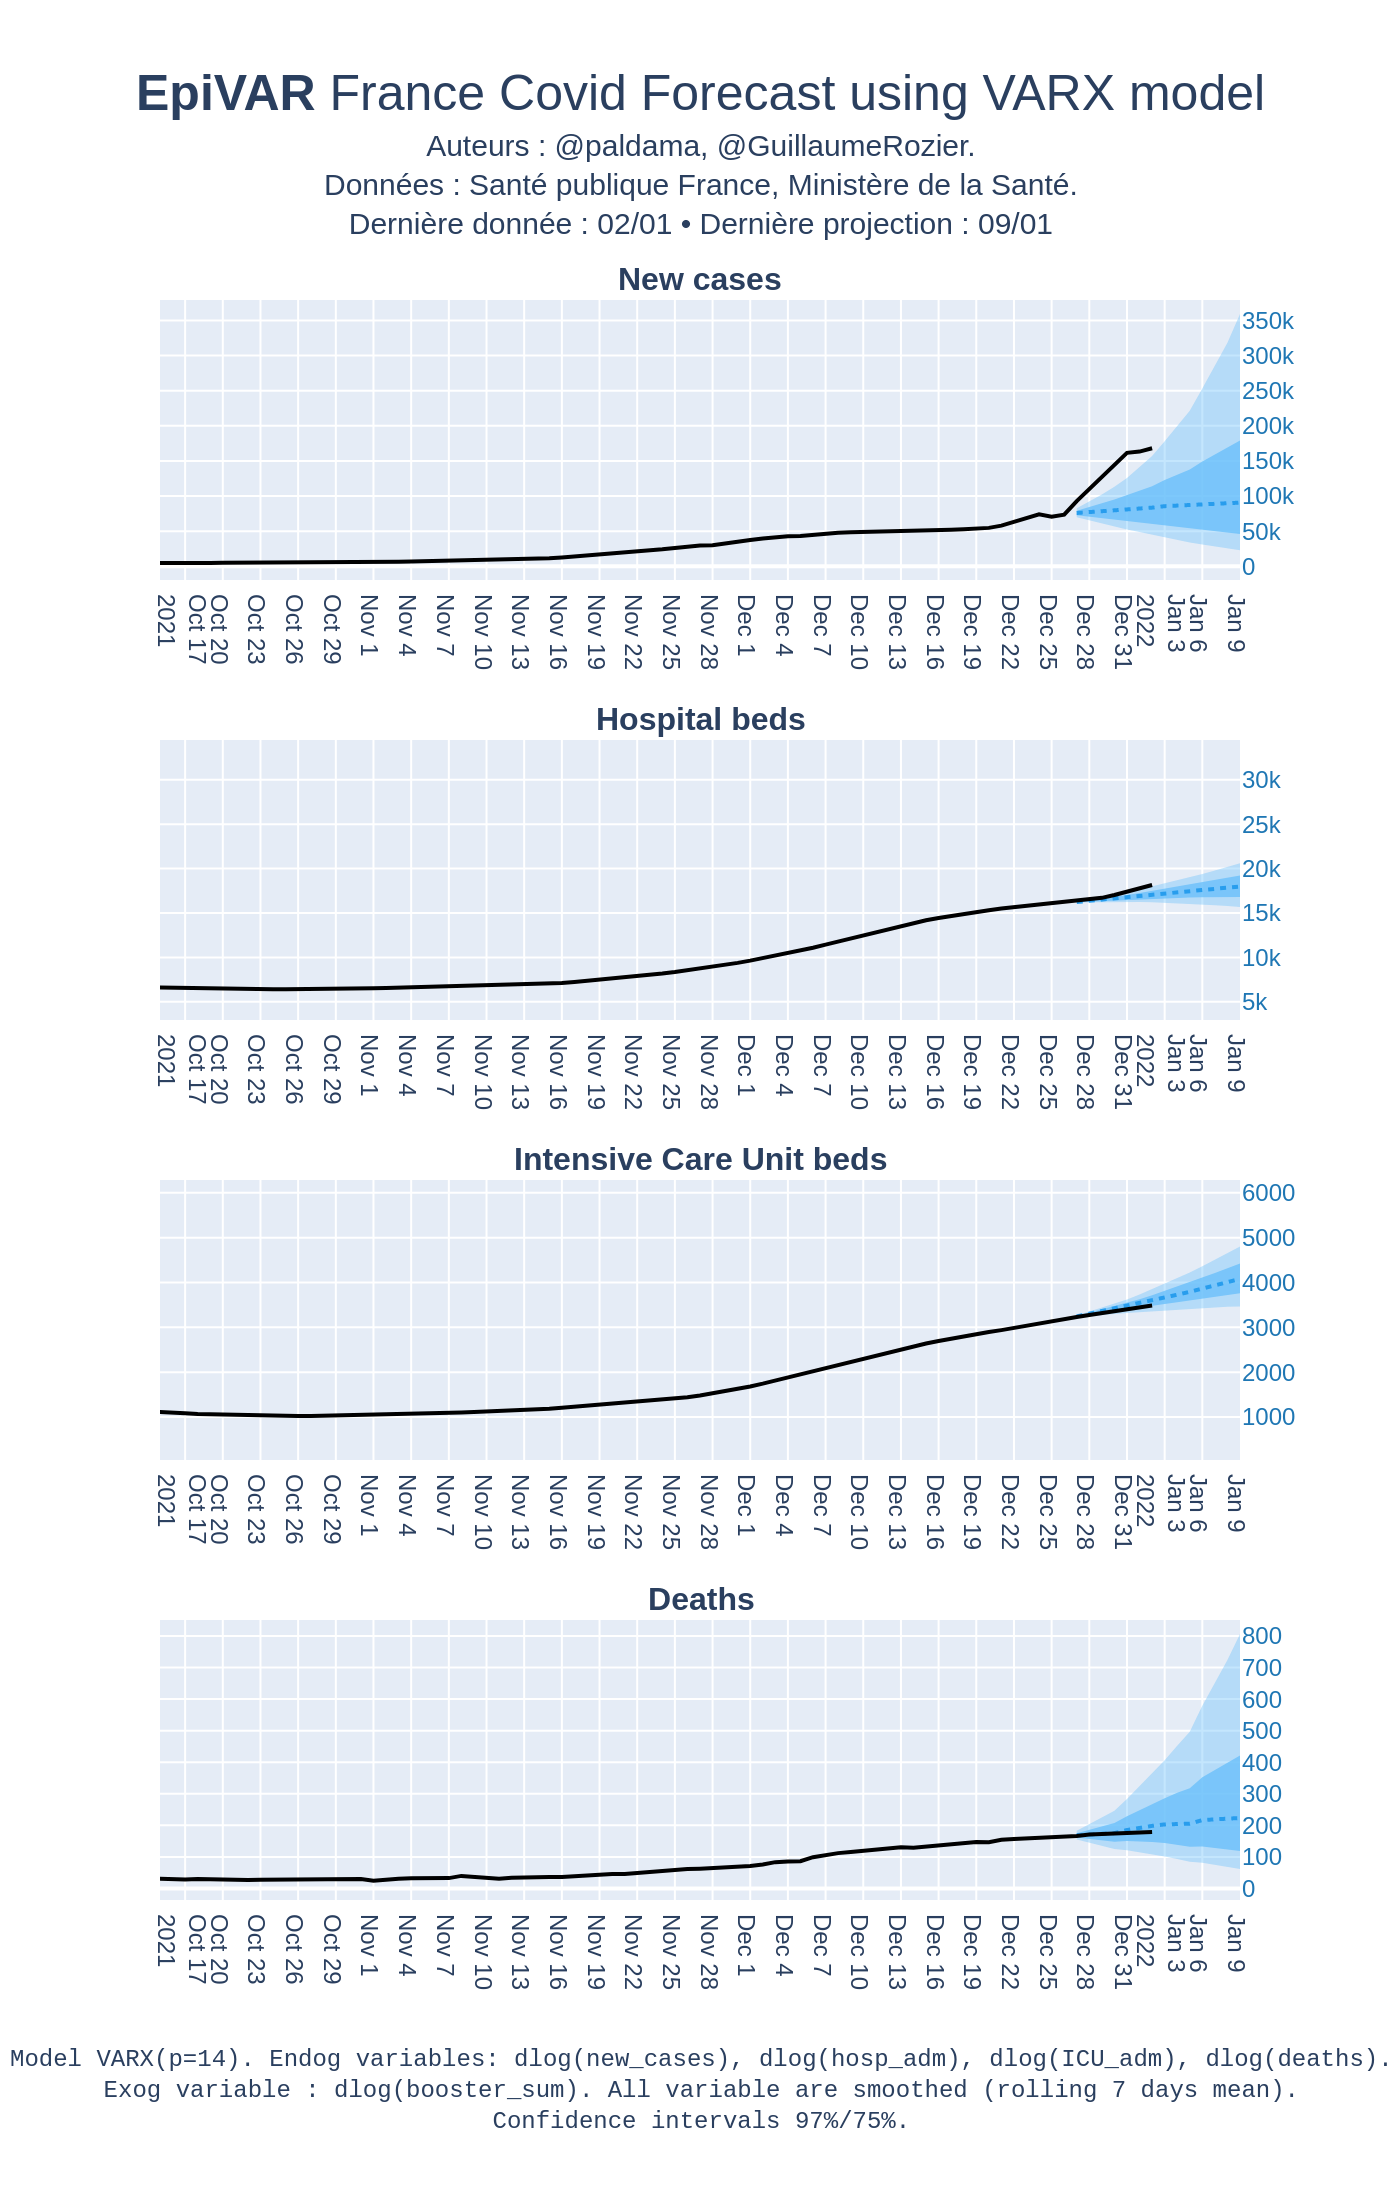 EpiVAR France Covid Forecast using VARX model
Auteurs : @paldama, @GuillaumeRozier.
Données : Santé publique France, Ministère de la Santé.
Dernière donnée : 02/01 • Dernière projection : 09/01
New cases
350k
300k
250k
200k
150k
100k
50k
0
2021
Oct 17
Oct 20
Oct 23
Oct 26
Oct 29
Nov 1
Nov 4
Nov 7
Nov 10
Nov 13
Nov 16
Nov 19
Nov 22
Nov 25
Nov 28
Dec 1
Dec 4
Dec 7
Dec 10
Dec 13
Dec 16
Dec 19
Dec 22
Dec 25
Dec 28
Dec 31
2022
Jan 3
Jan 6
Jan 9
Hospital beds
30k
25k
20k
15k
10k
5k
2021
Oct 17
Oct 20
Oct 23
Oct 26
Oct 29
Nov 1
Nov 4
Nov 7
Nov 10
Nov 13
Nov 16
Nov 19
Nov 22
Nov 25
Nov 28
Dec 1
Dec 4
Dec 7
Dec 10
Dec 13
Dec 16
Dec 19
Dec 22
Dec 25
Dec 28
Dec 31
2022
Jan 3
Jan 6
Jan 9
Intensive Care Unit beds
6000
5000
4000
3000
2000
1000
2021
Oct 17
Oct 20
Oct 23
Oct 26
Oct 29
Nov 1
Nov 4
Nov 7
Nov 10
Nov 13
Nov 16
Nov 19
Nov 22
Nov 25
Nov 28
Dec 1
Dec 4
Dec 7
Dec 10
Dec 13
Dec 16
Dec 19
Dec 22
Dec 25
Dec 28
Dec 31
2022
Jan 3
Jan 6
Jan 9
Deaths
800
700
600
500
400
300
200
100
0
2021
Oct 17
Oct 20
Oct 23
Oct 26
Oct 29
Nov 1
Nov 4
Nov 7
Nov 10
Nov 13
Nov 16
Nov 19
Nov 22
Nov 25
Nov 28
Dec 1
Dec 4
Dec 7
Dec 10
Dec 13
Dec 16
Dec 19
Dec 22
Dec 25
Dec 28
Dec 31
2022
Jan 3
Jan 6
Jan 9
Model VARX(p=14). Endog variables: dlog(new_cases), dlog(hosp_adm), dlog(ICU_adm), dlog(deaths).
Exog variable : dlog(booster_sum). All variable are smoothed (rolling 7 days mean).
Confidence intervals 97%/75%.